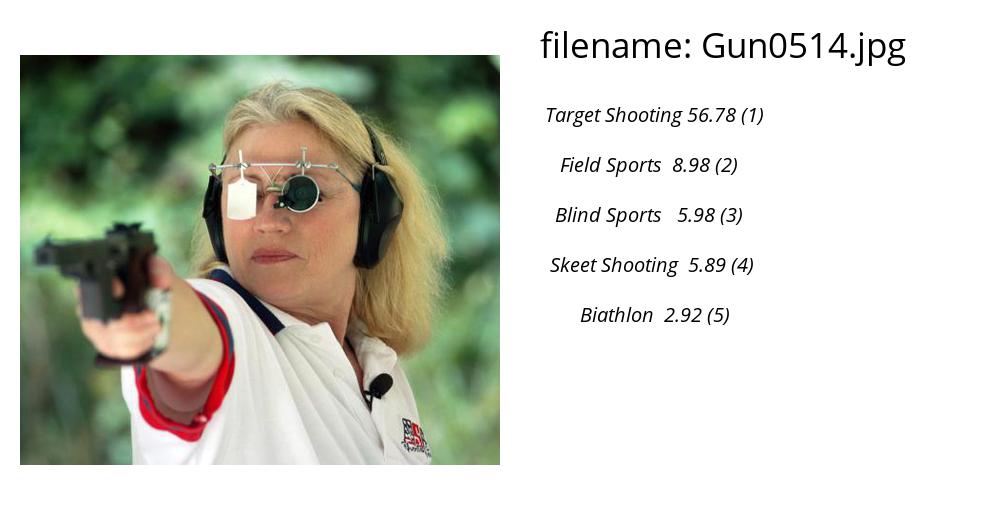 filename: Gun0514.jpg
Target Shooting 56.78 (1)
Field Sports 8.98 (2)
Blind Sports 5.98 (3)
Skeet Shooting 5.89 (4)
Biathlon 2.92 (5)